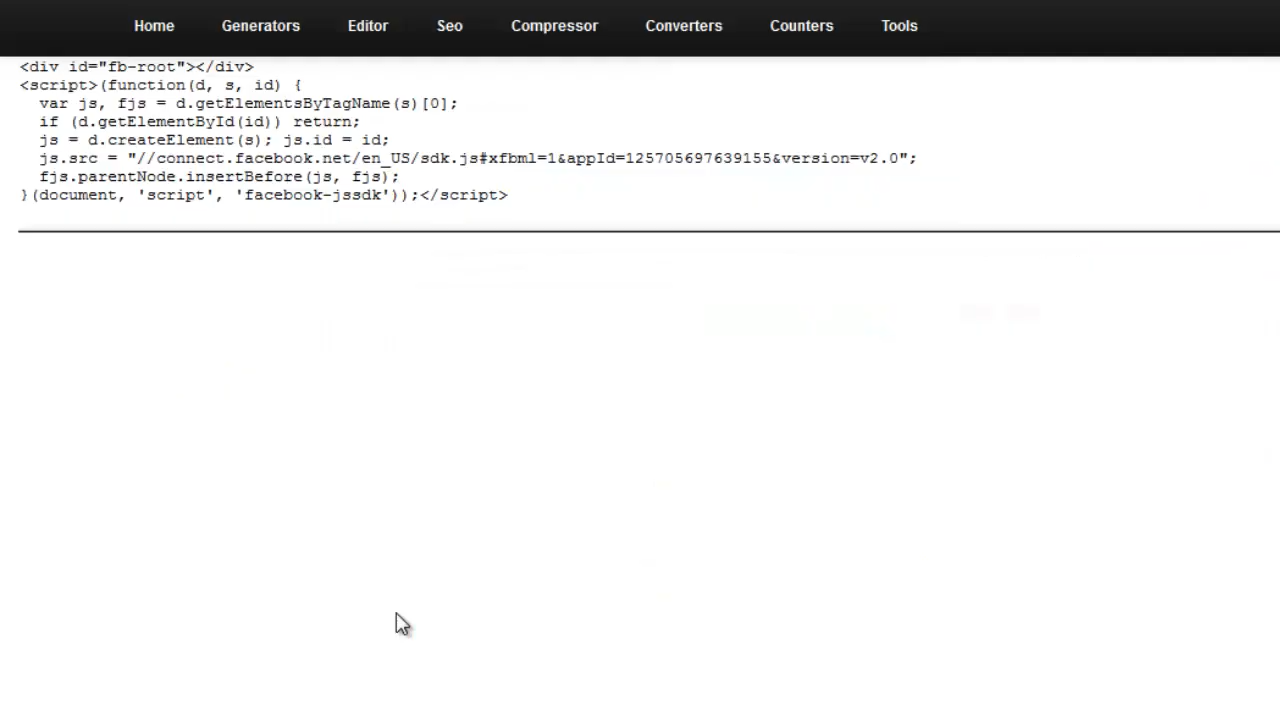 Home Generators Editor Seo Compressor Converters Counters Tools
<div id="fb-root"></div>
<script>(function(d, s, id) {
  var js, fjs = d.getElementsByTagName(s)[0];
  if (d.getElementById(id)) return;
  js = d.createElement(s); js.id = id;
  js.src = "//connect.facebook.net/en_US/sdk.js#xfbml=1&appId=125705697639155&version=v2.0";
  fjs.parentNode.insertBefore(js, fjs);
}(document, 'script', 'facebook-jssdk'));</script>